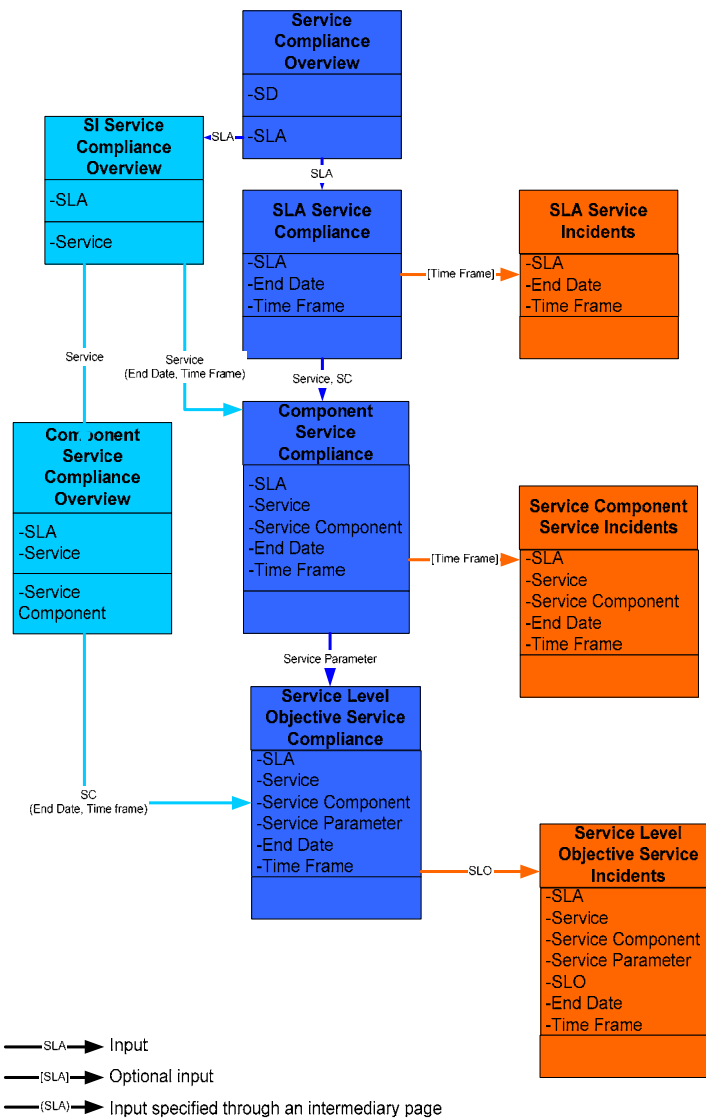 Service
Compliance
Overview
-SD
-SLA
SI Service
Compliance
Overview
-SLA
-Service
SLA
SLA
SLA Service
Compliance
-SLA
-End Date
-Time Frame
[Time Frame]
SLA Service
Incidents
-SLA
-End Date
-Time Frame
Service
Service
(End Date, Time Frame)
Service, SC
Component
Service
Compliance
Overview
-SLA
-Service
-Service
Component
Component
Service
Compliance
-SLA
-Service
-Service Component
-End Date
-Time Frame
[Time Frame]
Service Component
Service Incidents
-SLA
-Service
-Service Component
-End Date
-Time Frame
Service Parameter
Service Level
Objective Service
Compliance
-SLA
-Service
-Service Component
-Service Parameter
-End Date
-Time Frame
SC
(End Date, Time frame)
SLO
Service Level
Objective Service
Incidents
-SLA
-Service
-Service Component
-Service Parameter
-SLO
-End Date
-Time Frame
SLA Input
[SLA] Optional input
(SLA) Input specified through an intermediary page